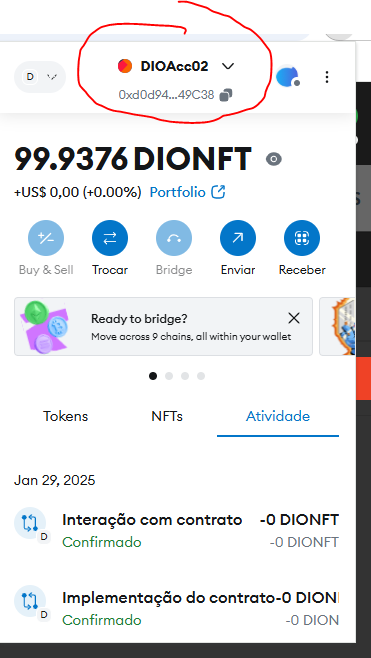 D
DIOAcc02
0xd0d94...49C38
99.9376 DIONFT
+US$ 0,00 (+0.00%) Portfolio
Buy & Sell Trocar Bridge Enviar Receber
Ready to bridge?
Move across 9 chains, all within your wallet
Tokens NFTs Atividade
Jan 29, 2025
Interação com contrato -0 DIONFT
D
Confirmado -0 DIONFT
Implementação do contrato-0 DION
D
Confirmado -0 DION